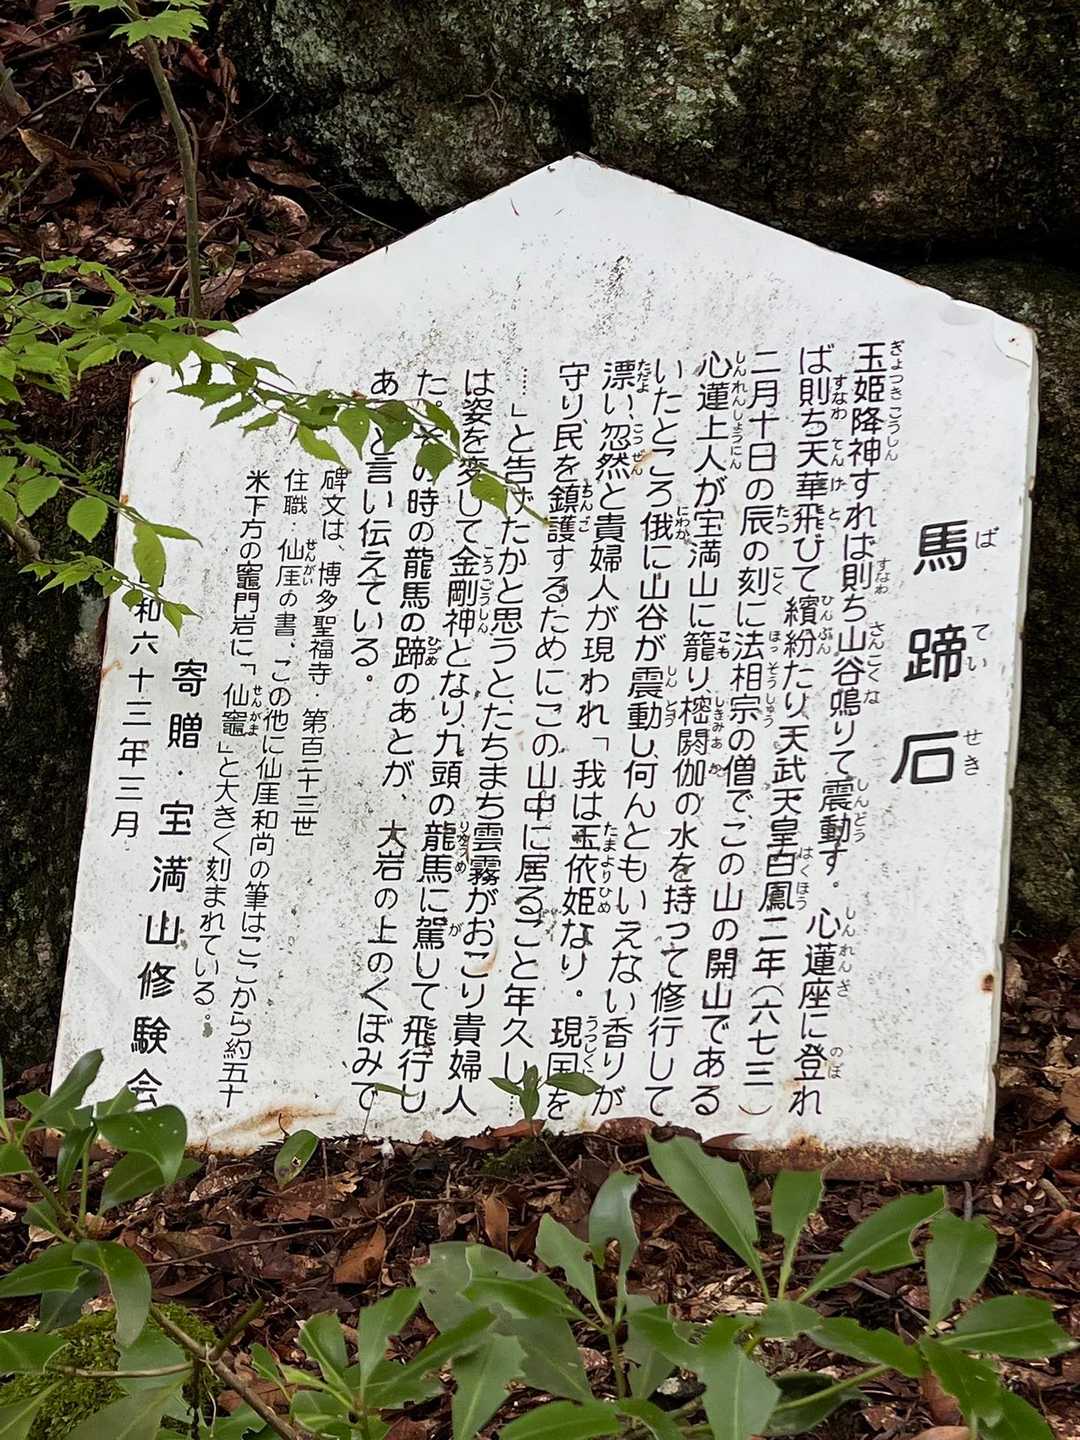 馬蹄石
玉姫降神すれば則ち山谷鳴りて震動す。心蓮座に登れ
ば則ち天華飛びて繽紛たり天武天皇白鳳二年(六七三)
二月十日の辰の刻に法相宗の僧で、この山の開山である
心蓮上人が宝満山に籠り樒閼伽の水を持って修行して
いたところ俄に山谷が震動し何んともいえない香りが
漂い、忽然と貴婦人が現われ「我は玉依姫なり。現国を
守り民を鎮護するためにこの山中に居ること年久し……
……」と告げたかと思うと、たちまち雲霧がおこり貴婦人
は姿を変して金剛神となり、九頭の龍馬に駕して飛行し
た。その時の龍馬の蹄のあとが、大岩の上のくぼみで
あ と言い伝えている。
碑文は、博多聖福寺・第百二十三世
住職・仙厓の書、この他に仙厓和尚の筆はここから約五十
米下方の竈門岩に「仙竈」と大きく刻まれている。
寄贈・宝満山修験会
和六十三年三月